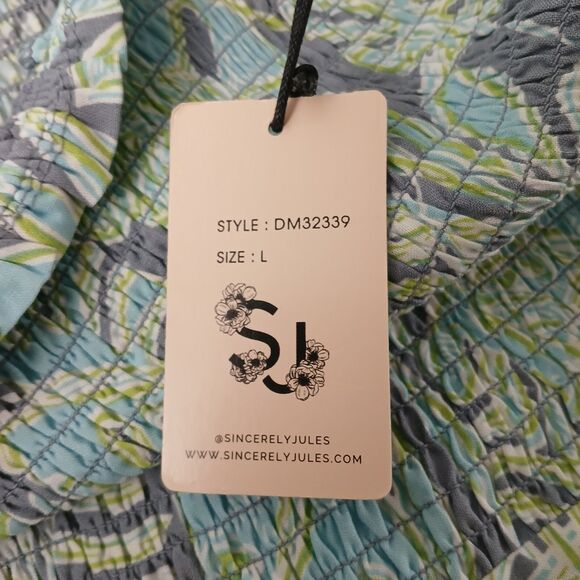 STYLE : DM32339
SIZE : L
SJ
@SINCERELYJULES
WWW.SINCERELYJULES.COM